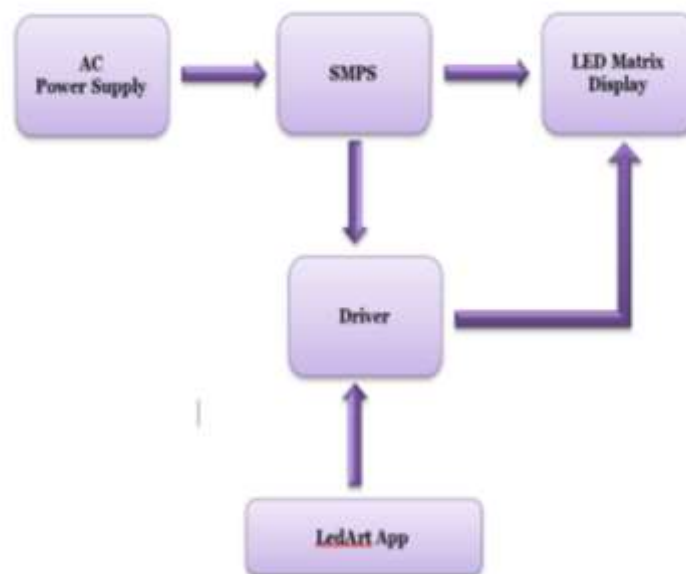 AC
Power Supply
SMPS
LED Matrix
Display
Driver
LedArt App